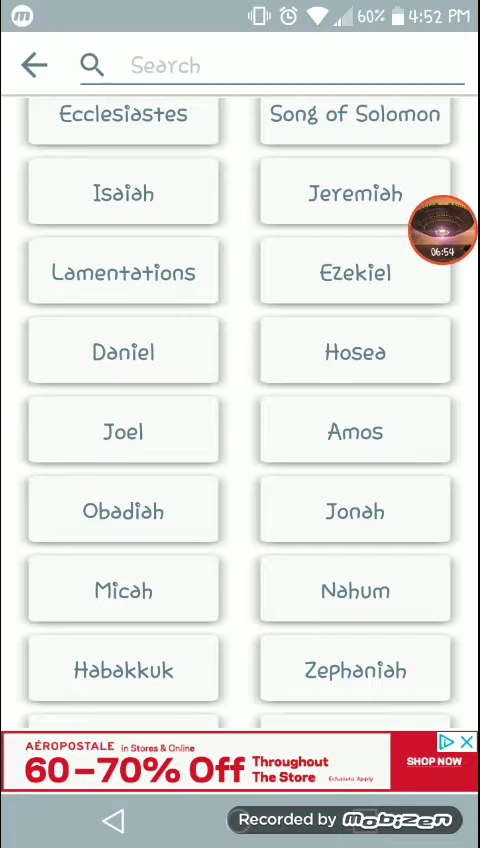 m 60% 4:52 PM
Search
Ecclesiastes Song of Solomon
Isaiah Jeremiah
06:54
Lamentations Ezekiel
Daniel Hosea
Joel Amos
Obadiah Jonah
Micah Nahum
Habakkuk Zephaniah
AÉROPOSTALE In Stores & Online
60–70% Off Throughout The Store
Exclusions Apply
SHOP NOW
Recorded by mobizen